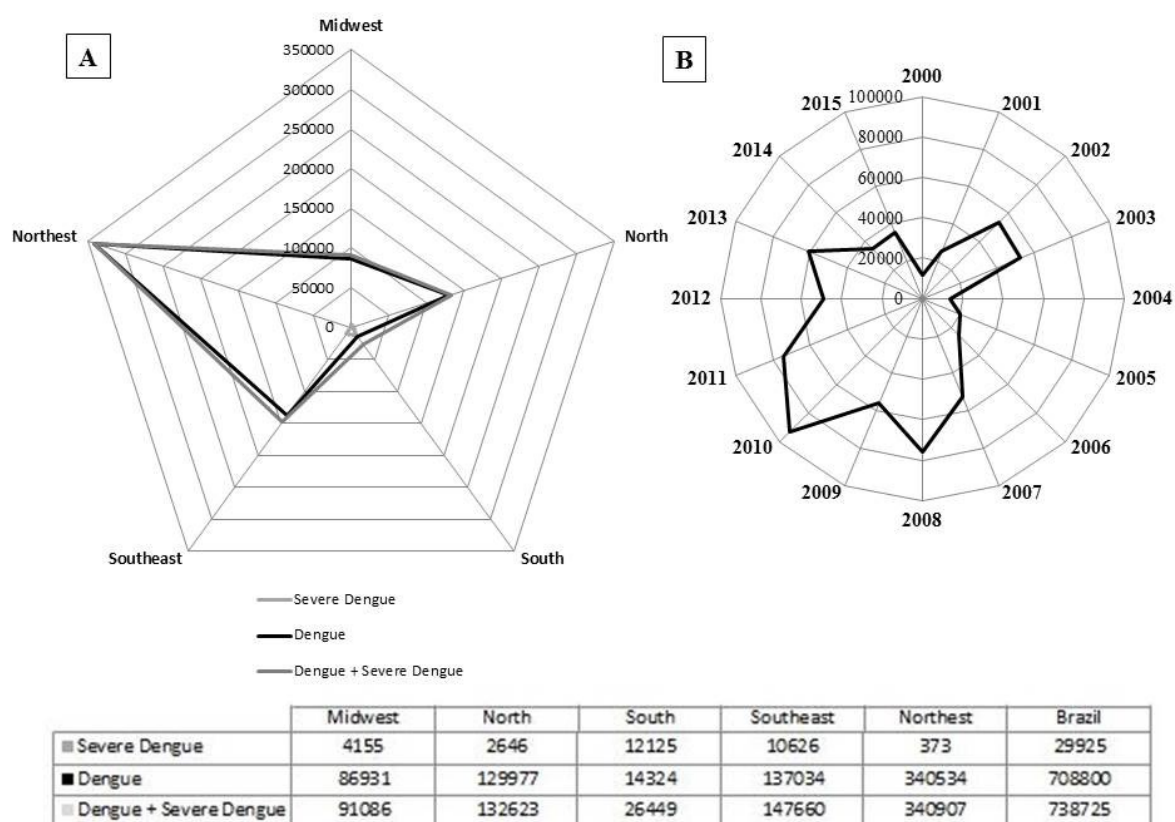 A
Midwest
350000
300000
250000
200000
150000
100000
50000
0
North
South
Southeast
Northest
Severe Dengue
Dengue
Dengue + Severe Dengue
B
2000
2001
2002
2003
2004
2005
2006
2007
2008
2009
2010
2011
2012
2013
2014
2015
100000
80000
60000
40000
20000
0
Midwest North South Southeast Northest Brazil
Severe Dengue 4155 2646 12125 10626 373 29925
Dengue 86931 129977 14324 137034 340534 708800
Dengue + Severe Dengue 91086 132623 26449 147660 340907 738725